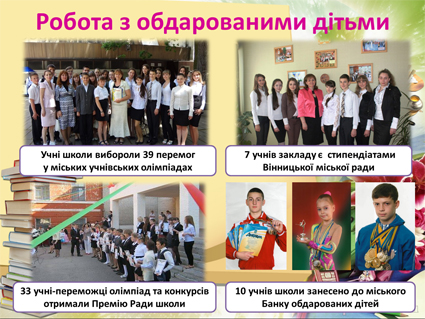 Робота з обдарованими дітьми
Учні школи вибороли 39 перемог
у міських учнівських олімпіадах
7 учнів закладу є стипендіатами
Вінницької міської ради
33 учні-переможці олімпіад та конкурсів
отримали Премію Ради школи
10 учнів школи занесено до міського
Банку обдарованих дітей